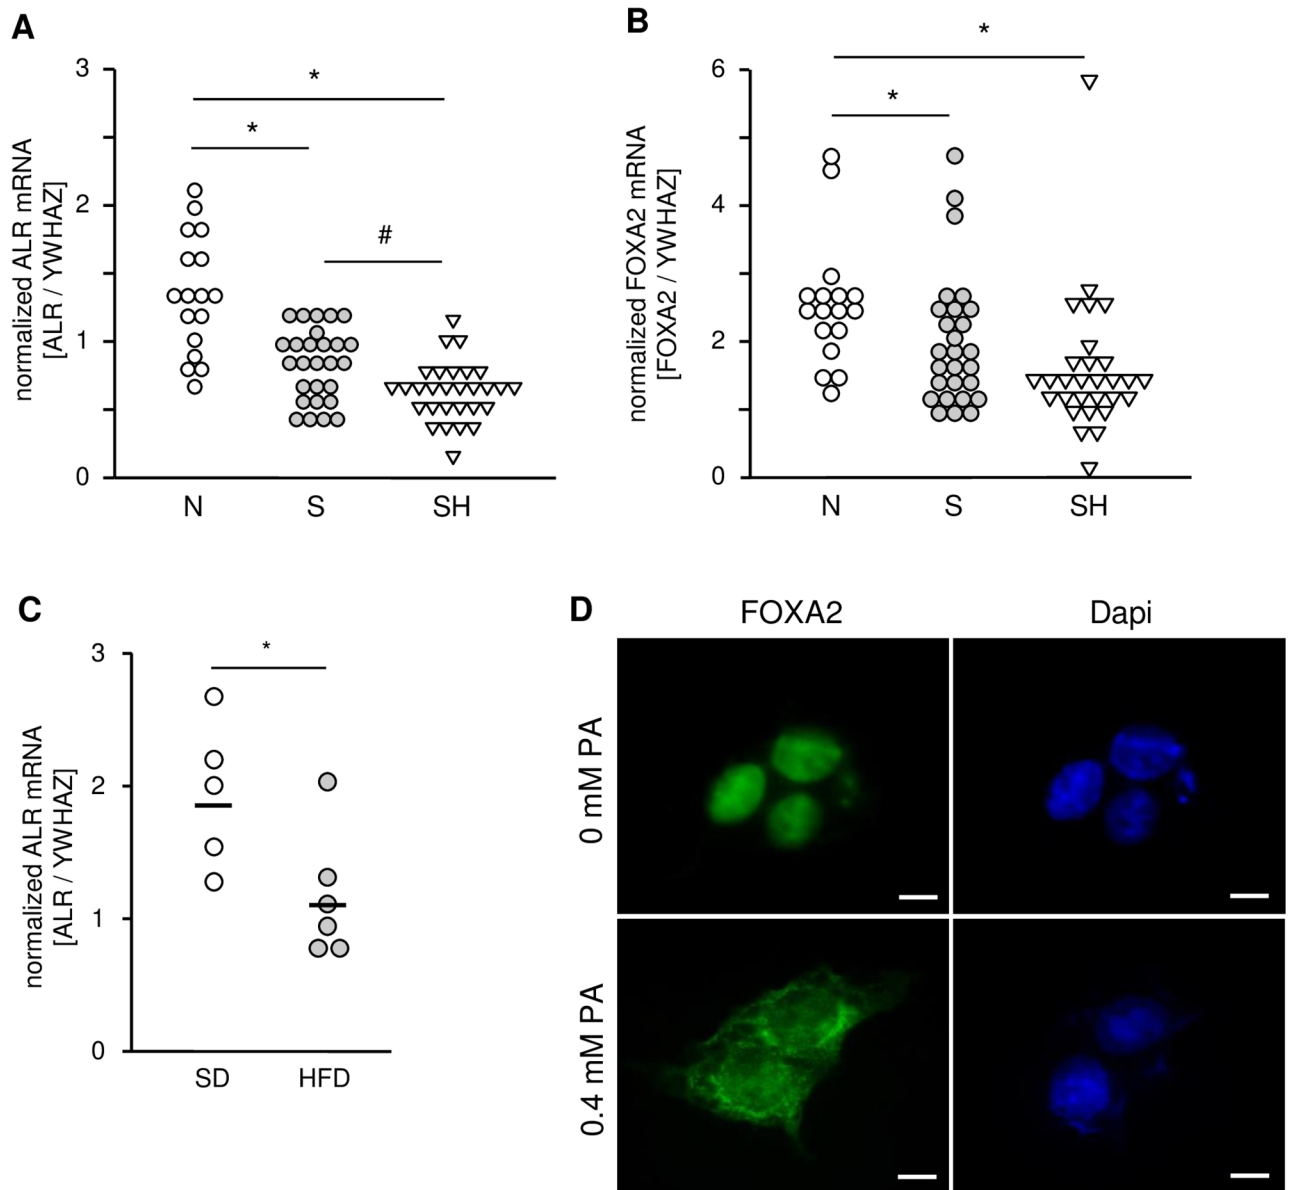 A
normalized ALR mRNA
[ALR / YWHAZ]
3
2
1
0
*
*
#
N S SH
B
normalized FOXA2 mRNA
[FOXA2 / YWHAZ]
6
4
2
0
*
*
N S SH
C
normalized ALR mRNA
[ALR / YWHAZ]
3
2
1
0
*
SD HFD
D
FOXA2 Dapi
0 mM PA
0.4 mM PA